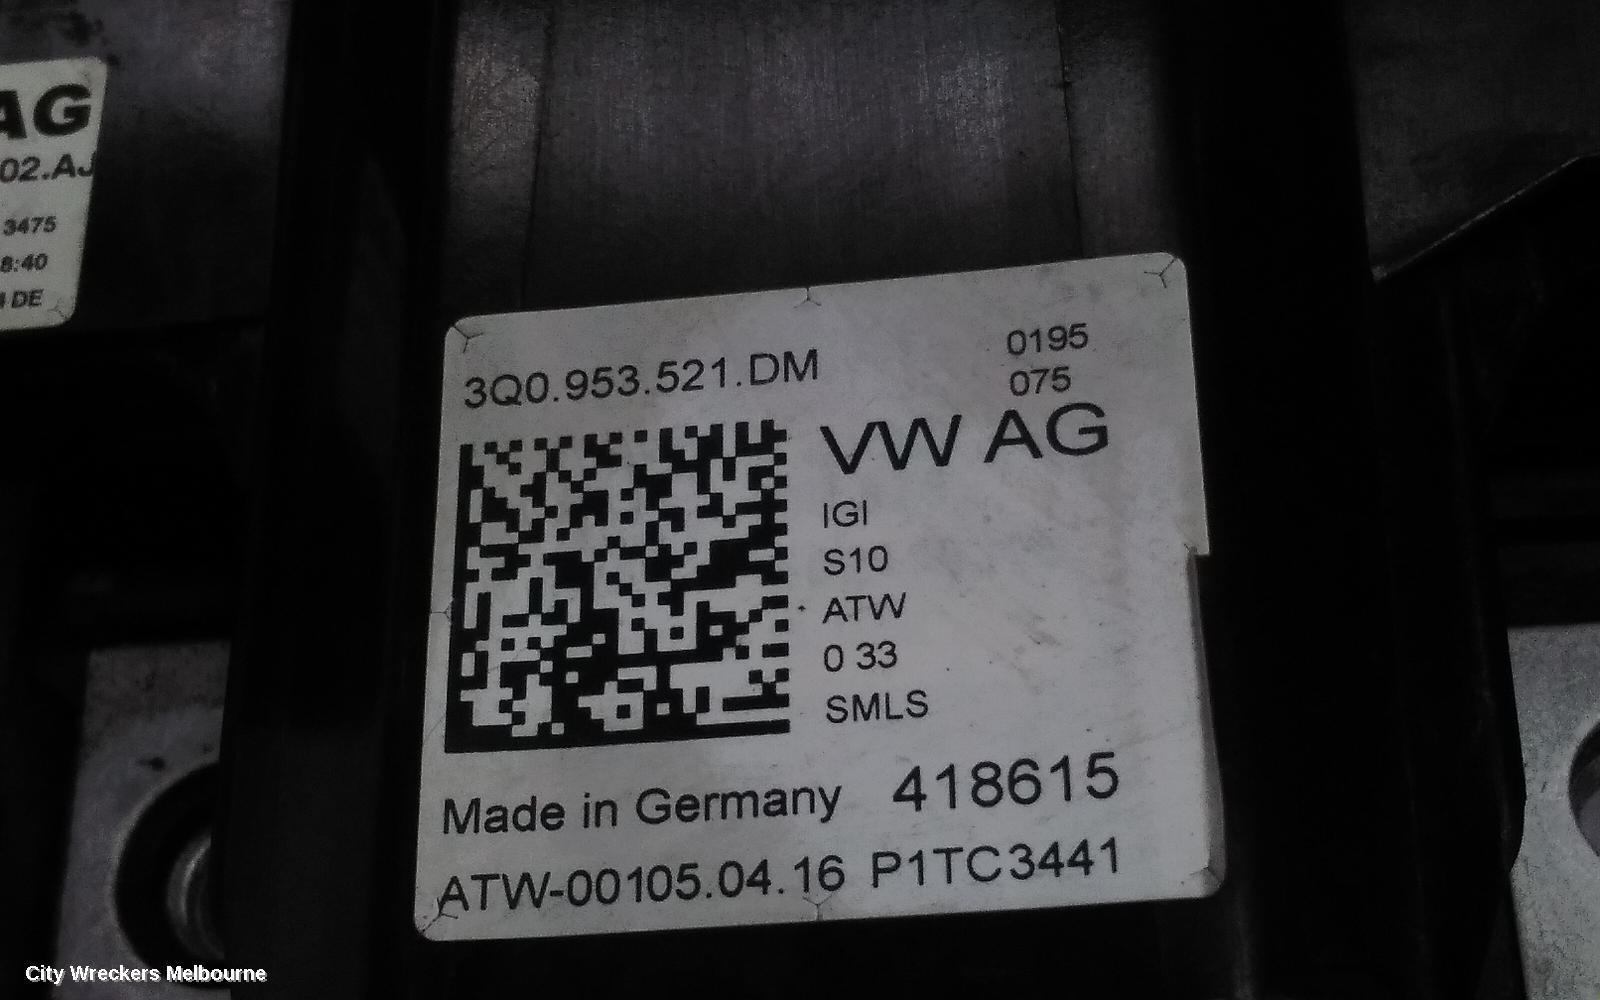 AG
02.AJ
3475
8:40
DE
3Q0.953.521.DM
0195
075
VW AG
IGI
S10
ATW
0 33
SMLS
Made in Germany 418615
ATW-00105.04.16 P1TC3441
City Wreckers Melbourne